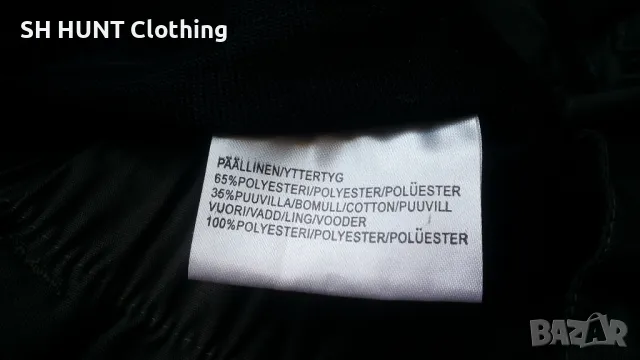 SH HUNT Clothing
PÄÄLLINEN/YTTERTYG
65%POLYESTERI/POLYESTER/POLÜESTER
35%PUUVILLA/BOMULL/COTTON/PUUVILL
VUORI/VADD/LING/VOODER
100%POLYESTERI/POLYESTER/POLÜESTER
BAZAR